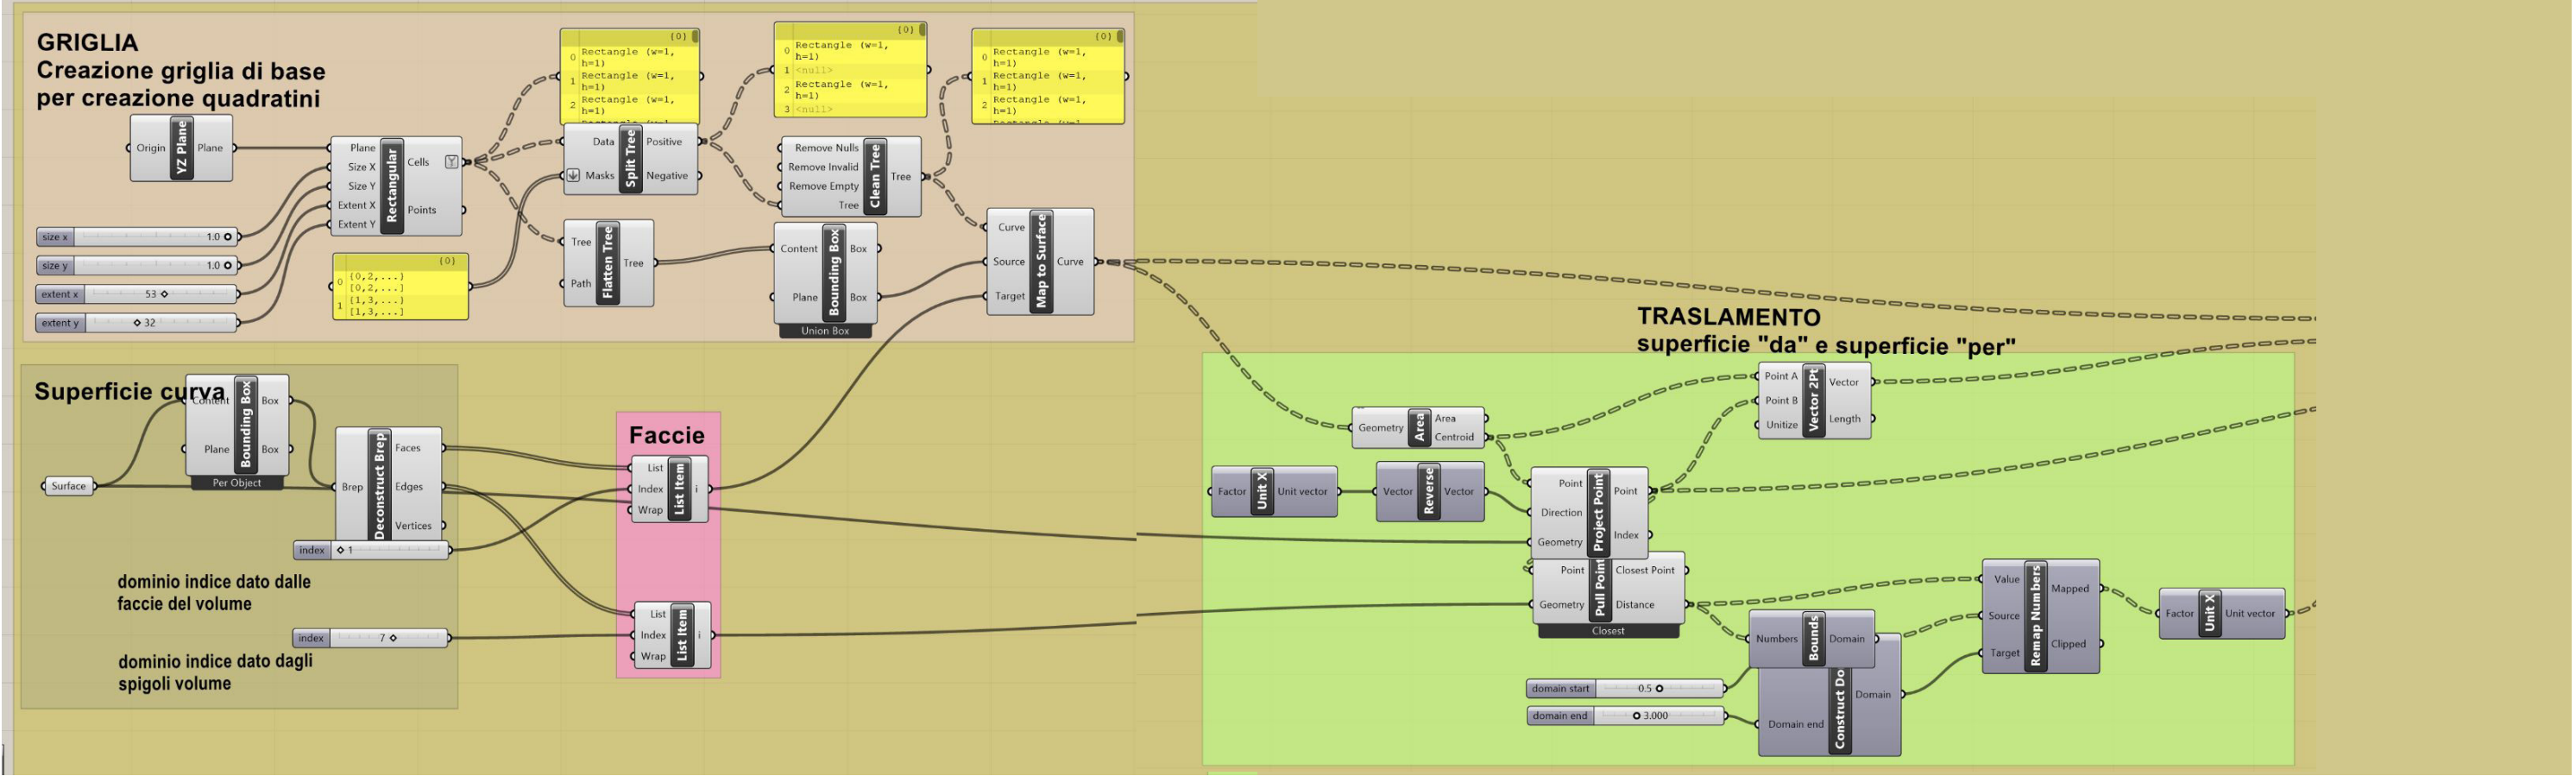 GRIGLIA
Creazione griglia di base
per creazione quadratini
Origin YZ Plane Plane
Plane
Size X
Size Y
Extent X
Extent Y
Rectangular
Cells
Points
size x 1.0
size y 1.0
extent x 53
extent y 32
{0}
0 {0,2,...}
[0,2,...]
1 {1,3,...}
[1,3,...]
{0}
0 Rectangle (w=1,
h=1)
1 Rectangle (w=1,
h=1)
2 Rectangle (w=1,
h=1)
Rectangle (w=1,
Data
Masks
Split Tree
Positive
Negative
Tree
Path
Flatten Tree
Tree
{0}
0 Rectangle (w=1,
h=1)
1 <null>
2 Rectangle (w=1,
h=1)
3 <null>
Remove Nulls
Remove Invalid
Remove Empty
Tree
Clean Tree
Tree
Content
Plane
Bounding Box
Box
Box
Union Box
{0}
0 Rectangle (w=1,
h=1)
1 Rectangle (w=1,
h=1)
2 Rectangle (w=1,
h=1)
Rectangle (w=1,
Curve
Source
Target
Map to Surface
Curve
Superficie curva
Surface
Content
Plane
Bounding Box
Box
Box
Per Object
Brep
Deconstruct Brep
Faces
Edges
Vertices
index 1
dominio indice dato dalle
faccie del volume
index 7
dominio indice dato dagli
spigoli volume
Faccie
List
Index
Wrap
List Item
i
List
Index
Wrap
List Item
i
TRASLAMENTO
superficie "da" e superficie "per"
Geometry
Area
Area
Centroid
Point A
Point B
Unitize
Vector 2Pt
Vector
Length
Factor Unit X Unit vector
Vector Reverse Vector
Point
Direction
Geometry
Project Point
Point
Index
Point
Geometry
Pull Point
Closest Point
Distance
Closest
Numbers Bounds Domain
domain start 0.5
domain end 3.000
Domain end
Construct Do
Domain
Value
Source
Target
Remap Numbers
Mapped
Clipped
Factor Unit X Unit vector